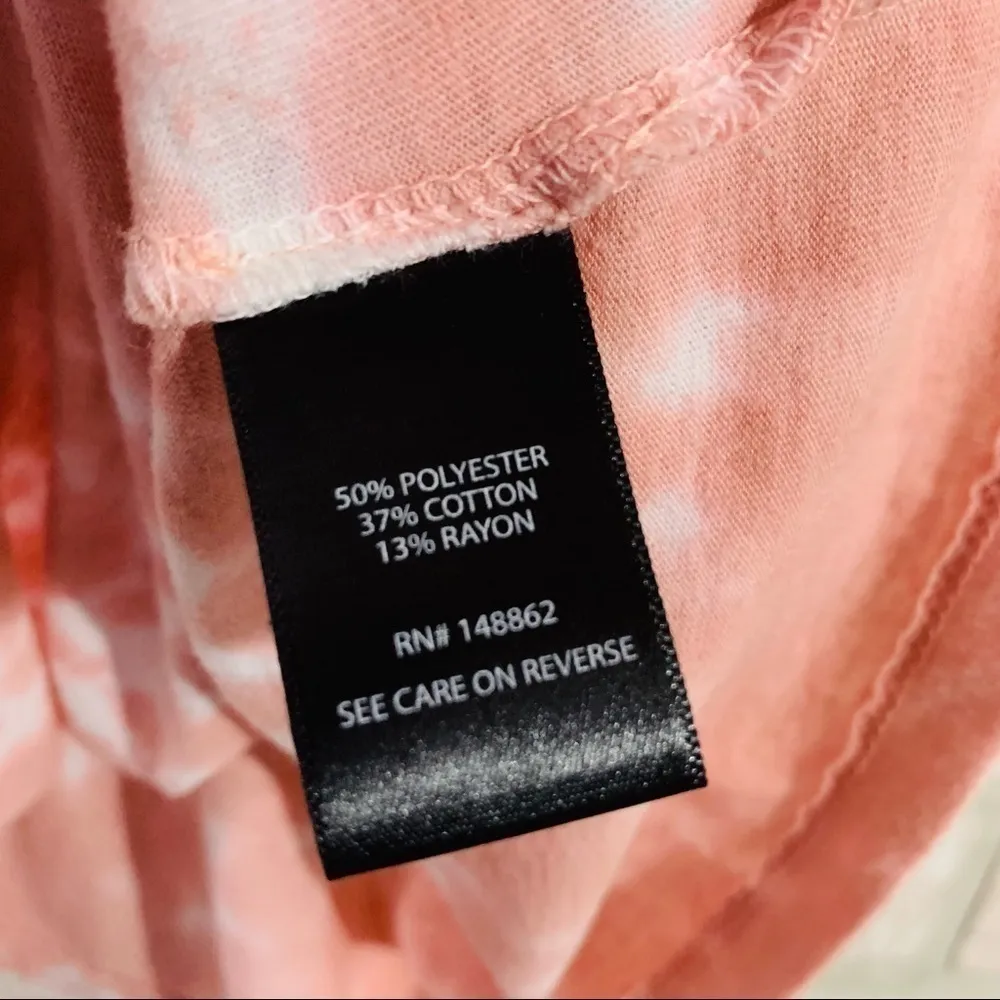 50% POLYESTER
37% COTTON
13% RAYON
RN# 148862
SEE CARE ON REVERSE